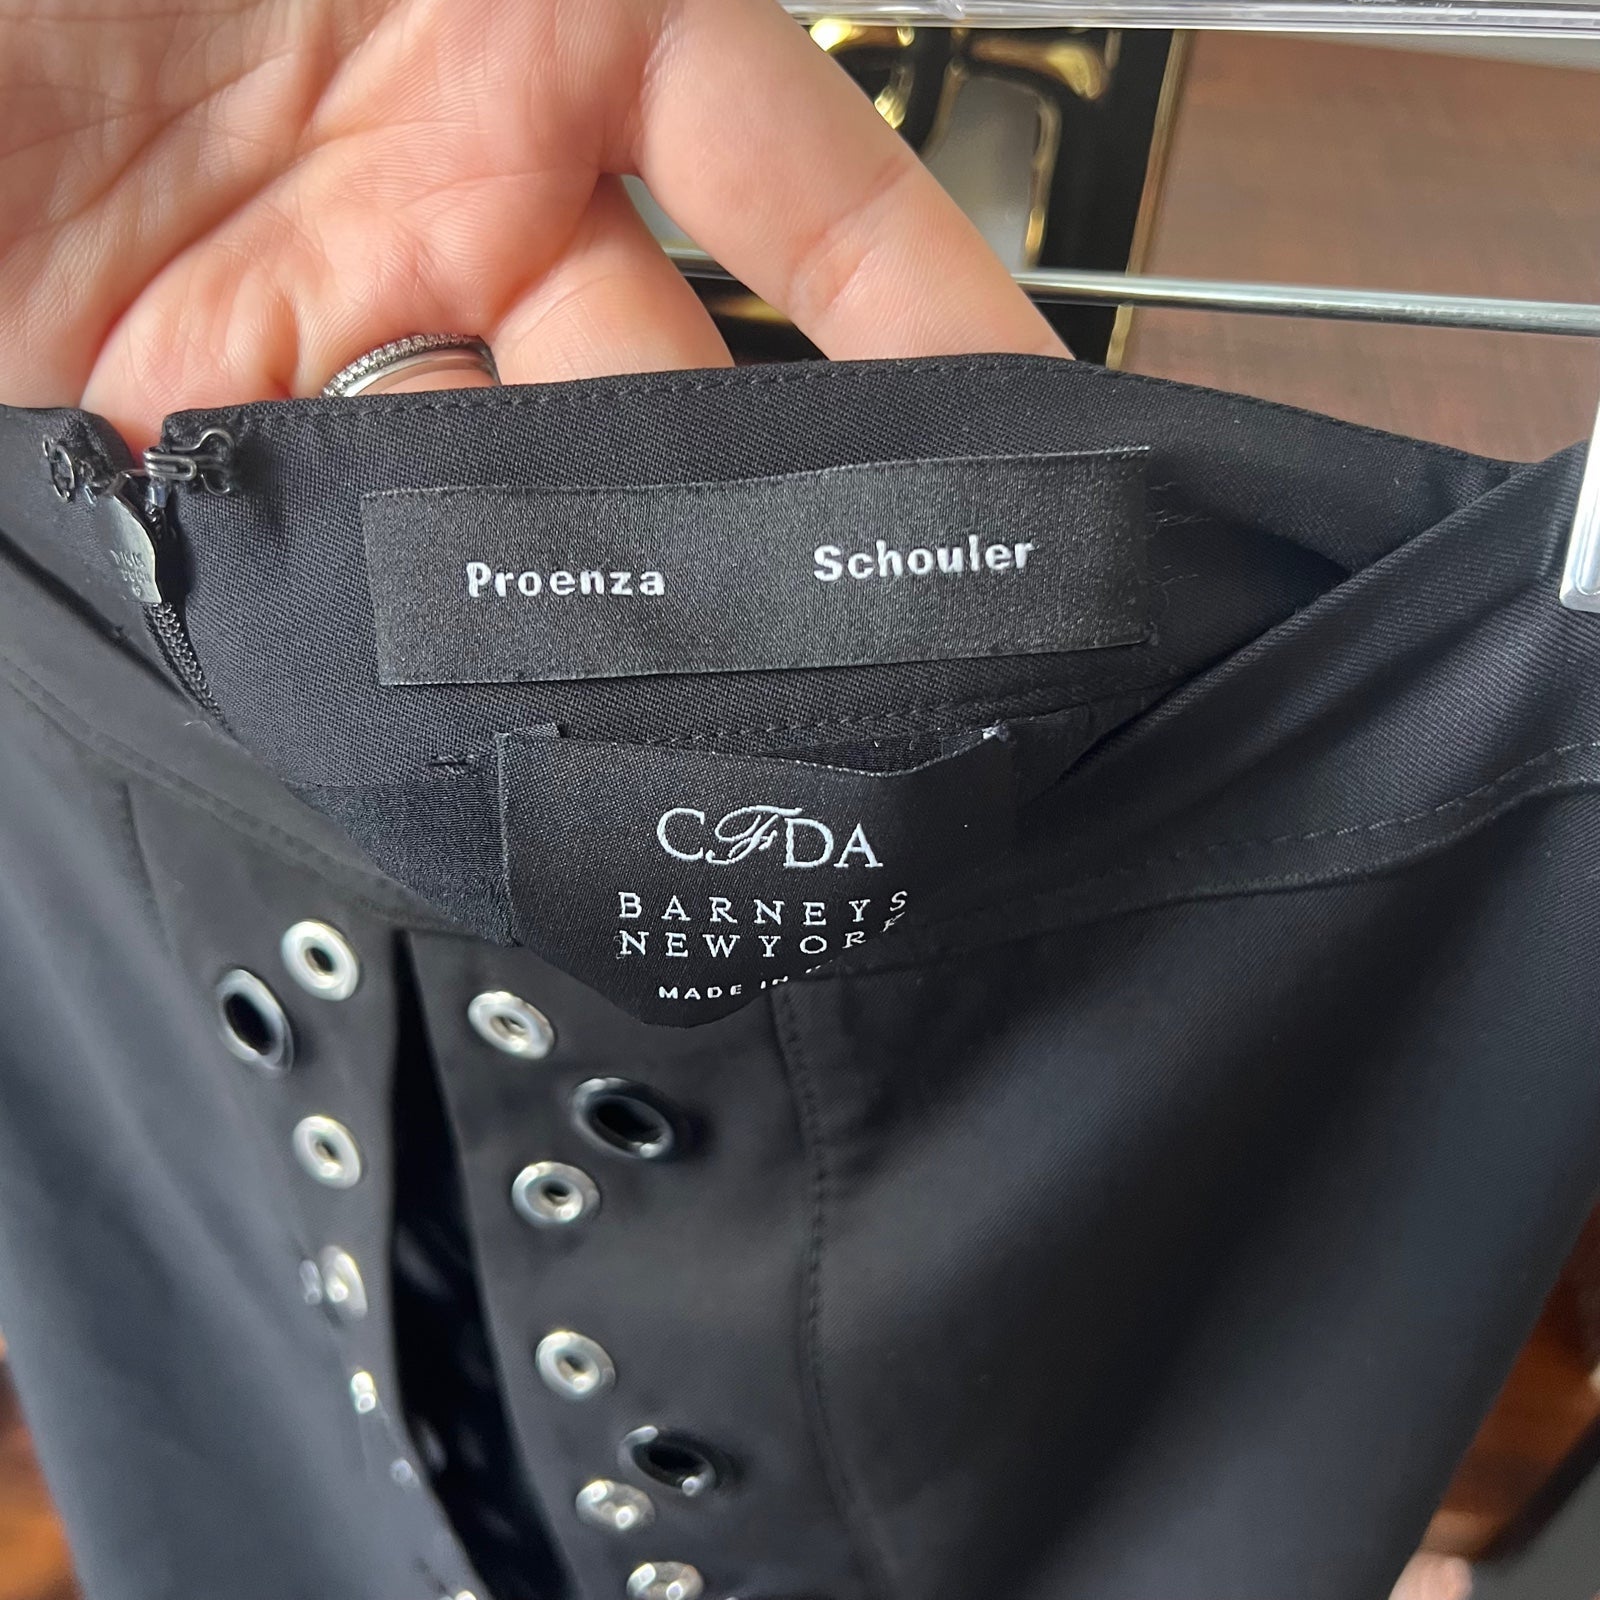 Proenza Schouler
CFDA
BARNEYS
NEWYORK
MADE IN